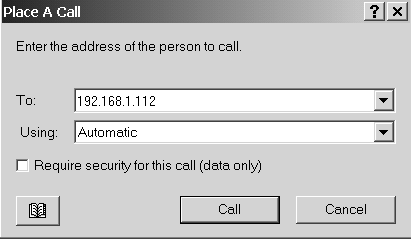 Place A Call
Enter the address of the person to call.
To: 192.168.1.112
Using: Automatic
Require security for this call (data only)
Call Cancel